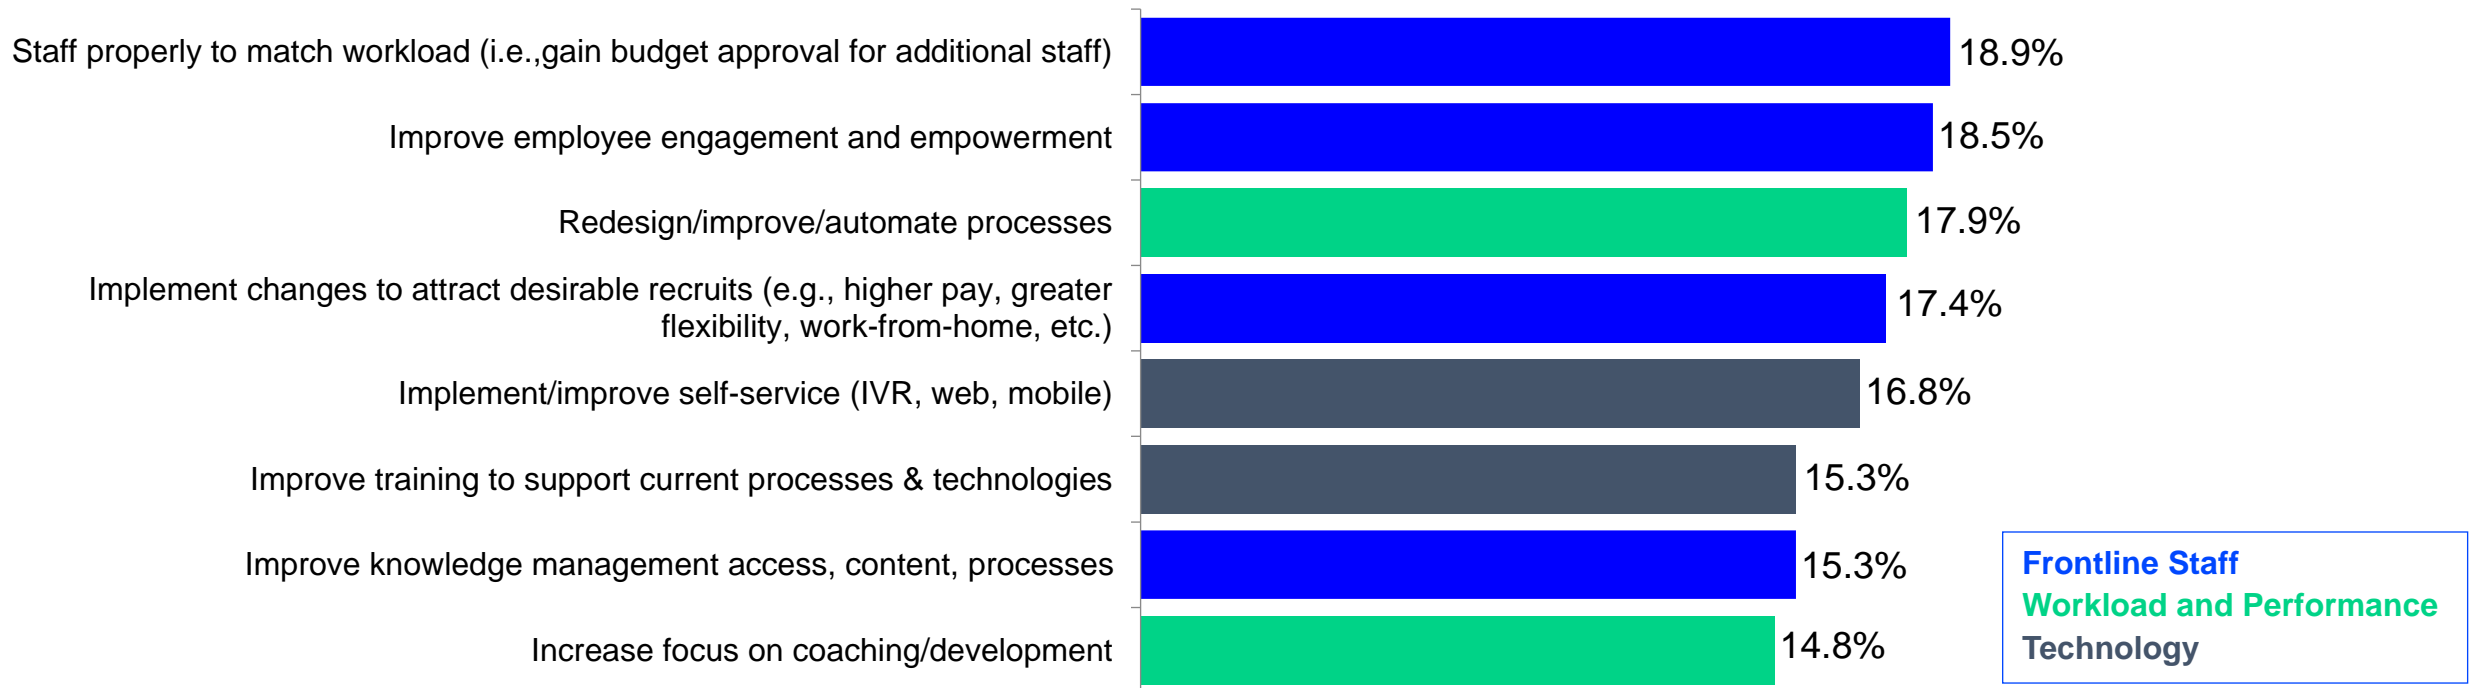 Staff properly to match workload (i.e.,gain budget approval for additional staff)
18.9%
Improve employee engagement and empowerment
18.5%
Redesign/improve/automate processes
17.9%
Implement changes to attract desirable recruits (e.g., higher pay, greater
flexibility, work-from-home, etc.)
17.4%
Implement/improve self-service (IVR, web, mobile)
16.8%
Improve training to support current processes & technologies
15.3%
Improve knowledge management access, content, processes
15.3%
Increase focus on coaching/development
14.8%
Frontline Staff
Workload and Performance
Technology